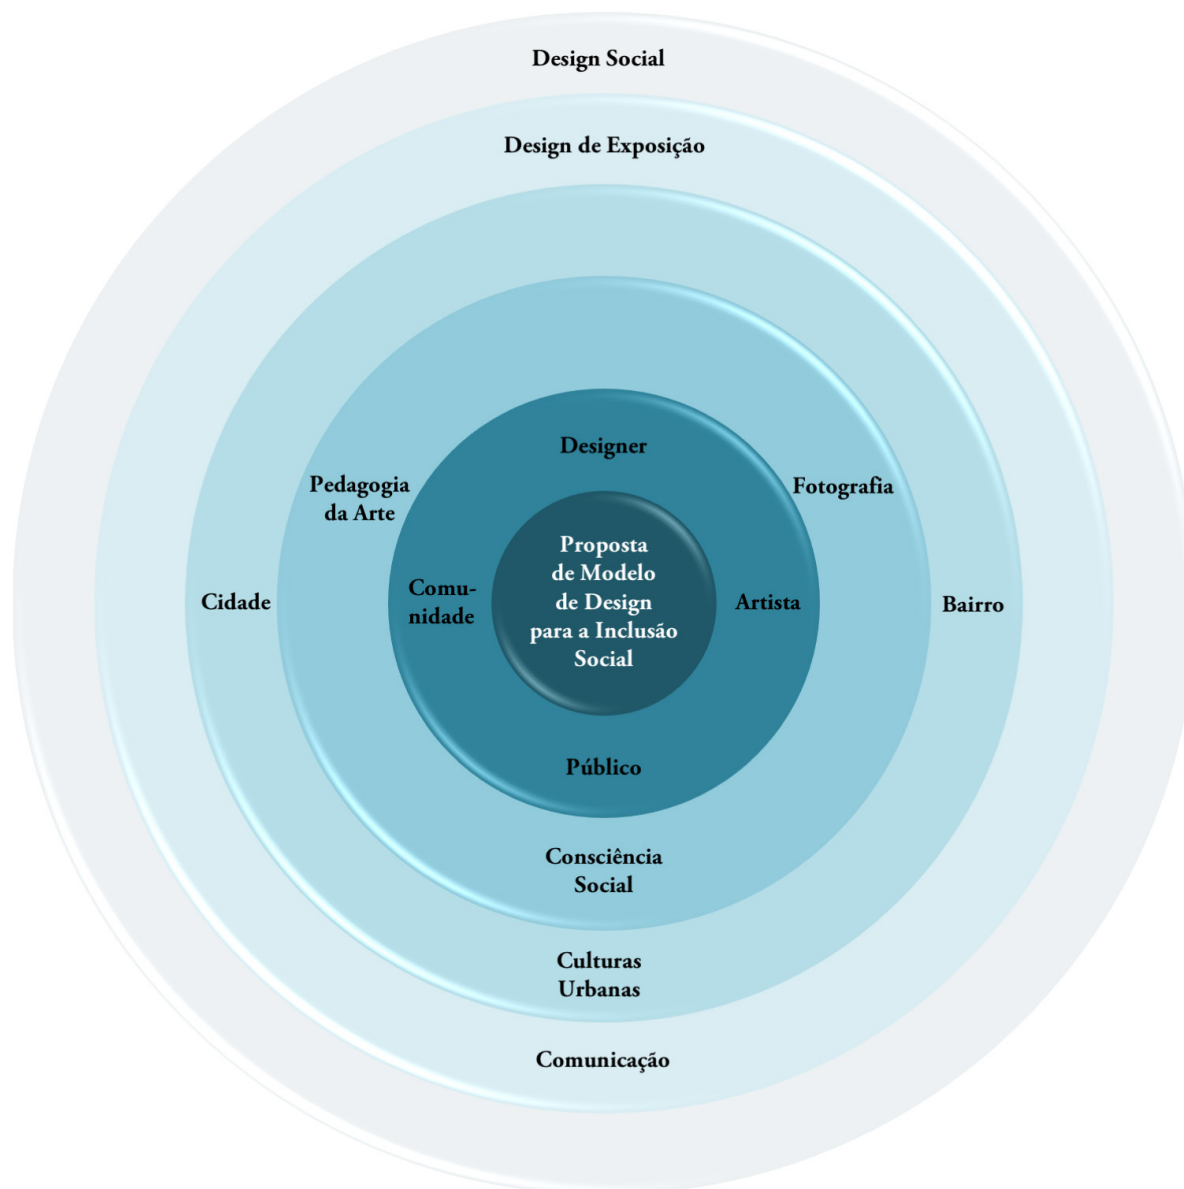 Design Social
Design de Exposição
Designer
Pedagogia
da Arte
Fotografia
Proposta
de Modelo
de Design
para a Inclusão
Social
Comu-
nidade
Artista
Cidade
Bairro
Público
Consciência
Social
Culturas
Urbanas
Comunicação